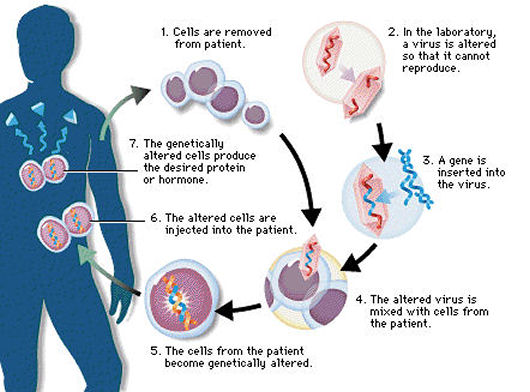 1. Cells are removed
from patient.
2. In the laboratory,
a virus is altered
so that it cannot
reproduce.
3. A gene is
inserted into
the virus.
4. The altered virus is
mixed with cells from
the patient.
5. The cells from the patient
become genetically altered.
6. The altered cells are
injected into the patient.
7. The genetically
altered cells produce
the desired protein
or hormone.